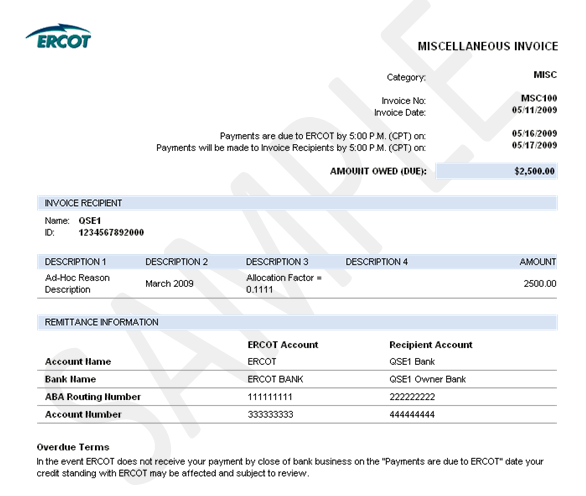 ERCOT
MISCELLANEOUS INVOICE
Category: MISC
Invoice No: MSC100
Invoice Date: 05/11/2009
Payments are due to ERCOT by 5:00 P.M. (CPT) on: 05/16/2009
Payments will be made to Invoice Recipients by 5:00 P.M. (CPT) on: 05/17/2009
AMOUNT OWED (DUE): $2,500.00
INVOICE RECIPIENT
Name: QSE1
ID: 1234567892000
DESCRIPTION 1 DESCRIPTION 2 DESCRIPTION 3 DESCRIPTION 4 AMOUNT
Ad-Hoc Reason Description March 2009 Allocation Factor = 0.1111 2500.00
REMITTANCE INFORMATION
ERCOT Account Recipient Account
Account Name ERCOT QSE1 Bank
Bank Name ERCOT BANK QSE1 Owner Bank
ABA Routing Number 111111111 222222222
Account Number 333333333 444444444
Overdue Terms
In the event ERCOT does not receive your payment by close of bank business on the "Payments are due to ERCOT" date your
credit standing with ERCOT may be affected and subject to review.
SAMPLE